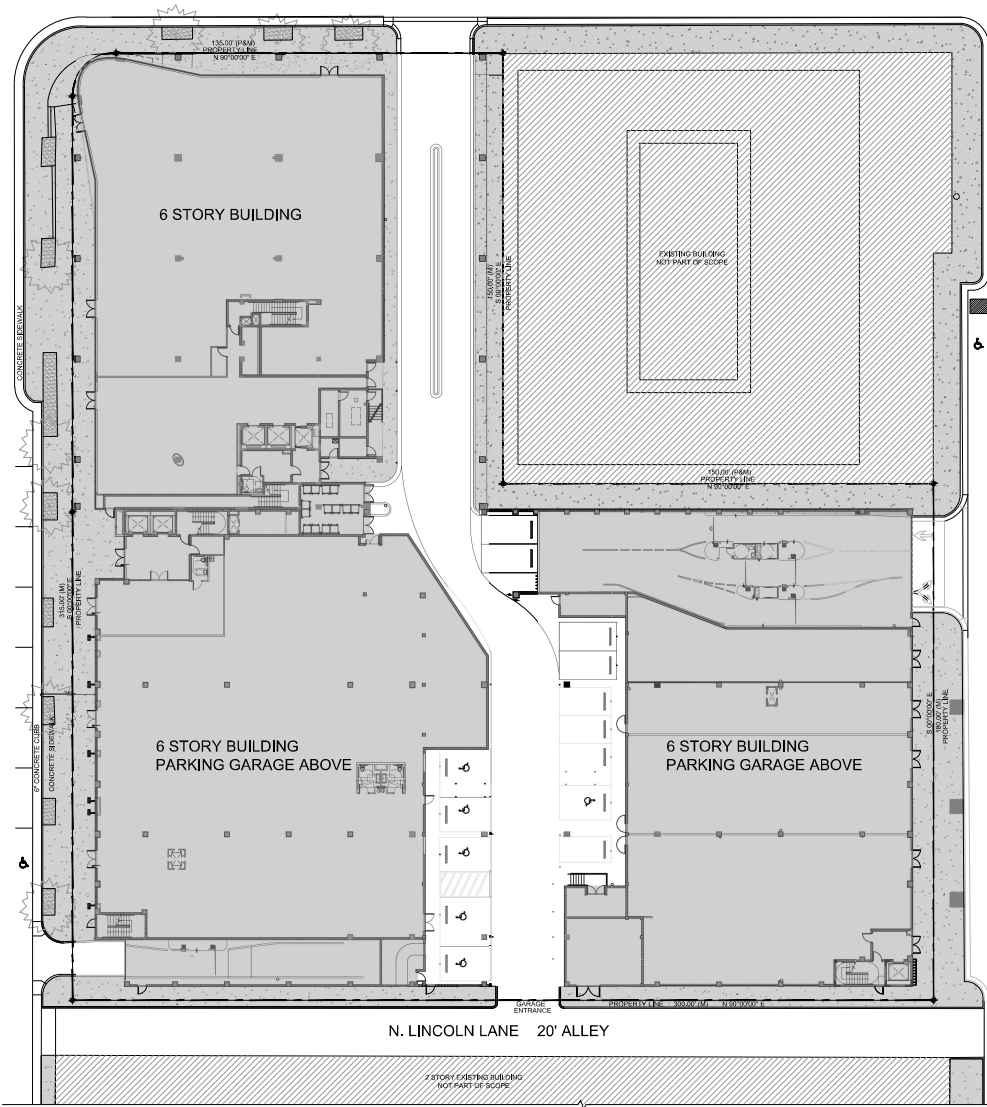 135.00' (P&M)
PROPERTY LINE
N 90°00'00" E
6 STORY BUILDING
EXISTING BUILDING
NOT PART OF SCOPE
150.00' (M)
S 00°00'00" E
PROPERTY LINE
CONCRETE SIDEWALK
150.00' (P&M)
PROPERTY LINE
N 90°00'00" E
315.00' (M)
S 00°00'00" E
PROPERTY LINE
S 00°00'00" E
180.00' (M)
PROPERTY LINE
6" CONCRETE CURB
CONCRETE SIDEWALK
6 STORY BUILDING
PARKING GARAGE ABOVE
6 STORY BUILDING
PARKING GARAGE ABOVE
GARAGE
ENTRANCE
PROPERTY LINE 300.00' (M) N 90°00'00" E
N. LINCOLN LANE 20' ALLEY
2 STORY EXISTING BUILDING
NOT PART OF SCOPE